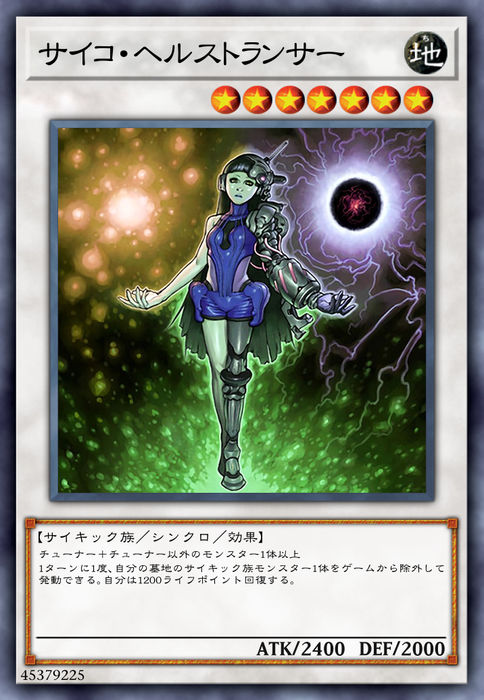 サイコ・ヘルストランサー
地
ち
【サイキック族／シンクロ／効果】
チューナー＋チューナー以外のモンスター1体以上
1ターンに1度、自分の墓地のサイキック族モンスター1体をゲームから除外して
発動できる。自分は1200ライフポイント回復する。
ATK/2400 DEF/2000
45379225